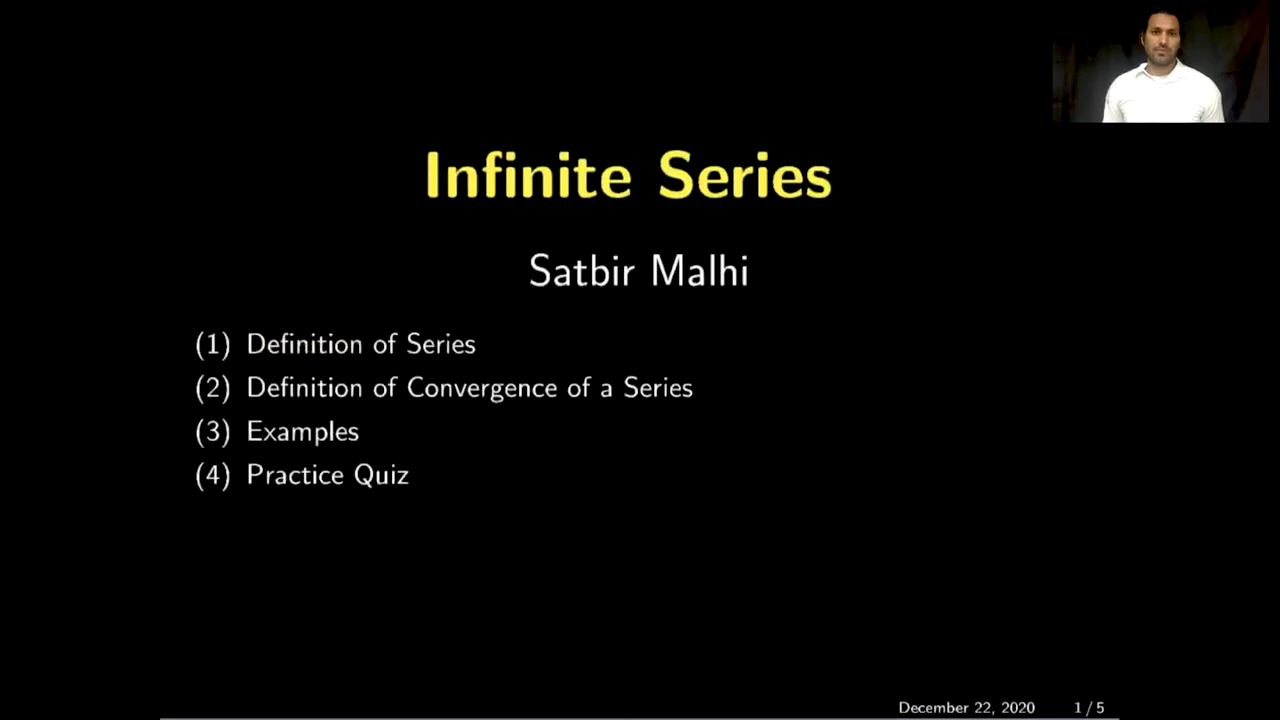 Infinite Series
Satbir Malhi
(1) Definition of Series
(2) Definition of Convergence of a Series
(3) Examples
(4) Practice Quiz
December 22, 2020 1 / 5